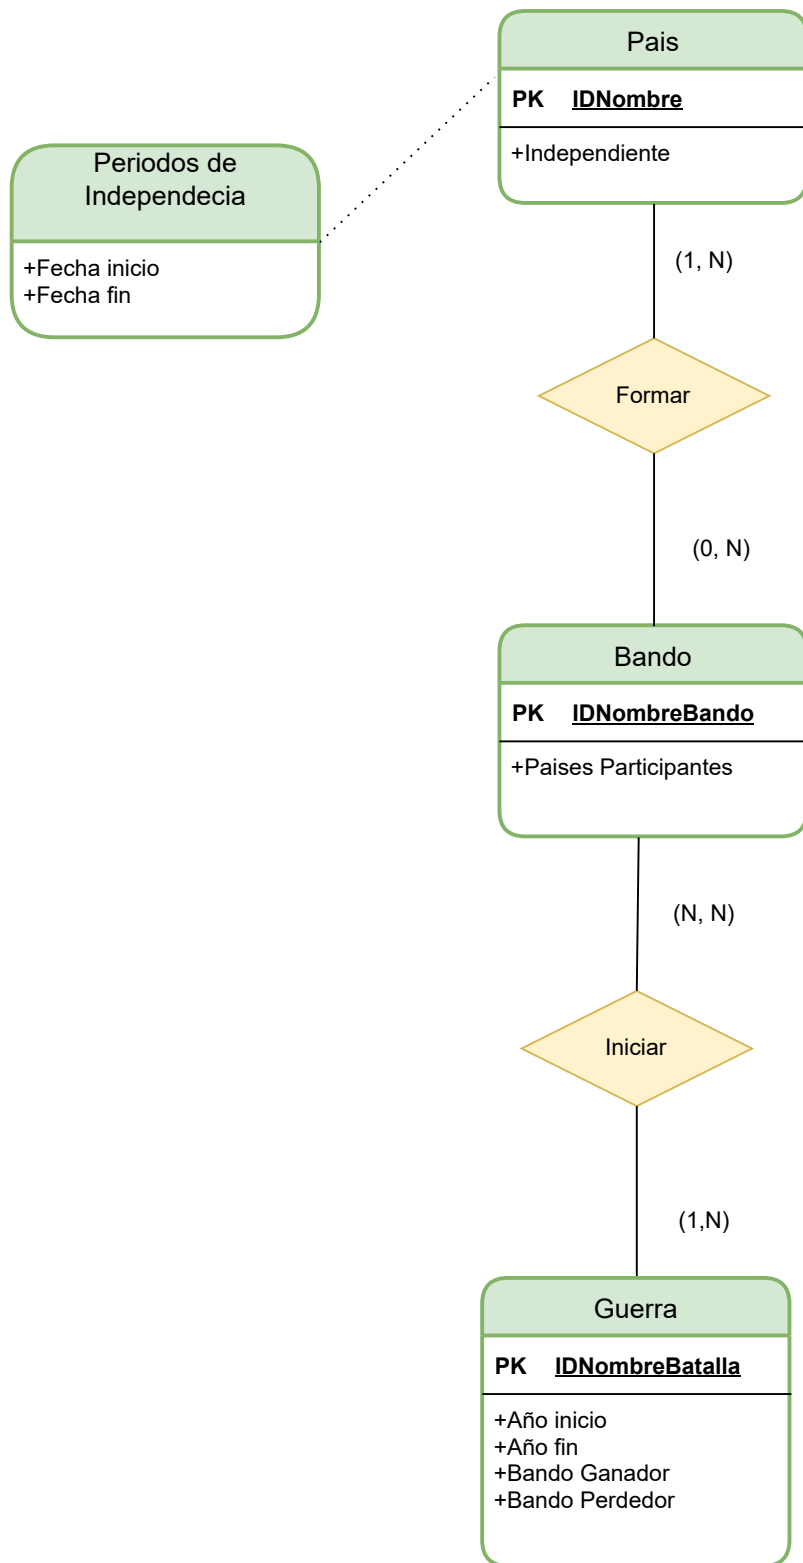 Pais
PK IDNombre
+Independiente
Periodos de
Independecia
+Fecha inicio
+Fecha fin
(1, N)
Formar
(0, N)
Bando
PK IDNombreBando
+Paises Participantes
(N, N)
Iniciar
(1,N)
Guerra
PK IDNombreBatalla
+Año inicio
+Año fin
+Bando Ganador
+Bando Perdedor